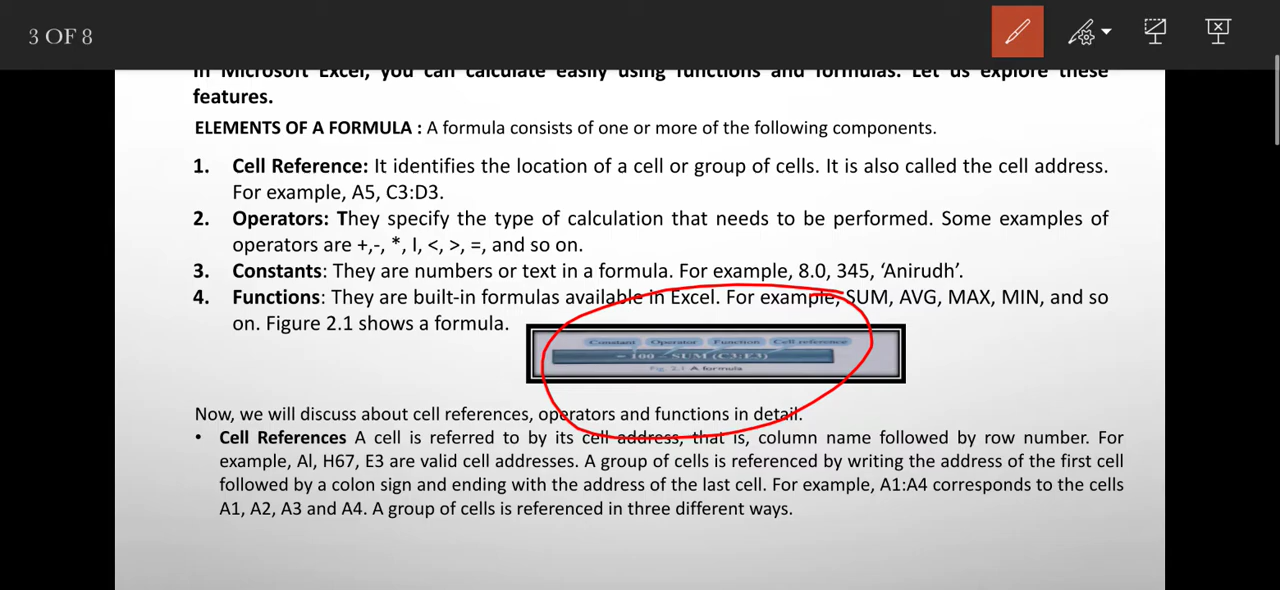 3 OF 8
In Microsoft Excel, you can calculate easily using functions and formulas. Let us explore these
features.
ELEMENTS OF A FORMULA : A formula consists of one or more of the following components.
1. Cell Reference: It identifies the location of a cell or group of cells. It is also called the cell address.
For example, A5, C3:D3.
2. Operators: They specify the type of calculation that needs to be performed. Some examples of
operators are +,-, *, l, <, >, =, and so on.
3. Constants: They are numbers or text in a formula. For example, 8.0, 345, ‘Anirudh’.
4. Functions: They are built-in formulas available in Excel. For example, SUM, AVG, MAX, MIN, and so
on. Figure 2.1 shows a formula.
Constant Operator Function Cell reference
= 100 - SUM (C3:E3)
Fig. 2.1 A formula
Now, we will discuss about cell references, operators and functions in detail.
• Cell References A cell is referred to by its cell address, that is, column name followed by row number. For
example, Al, H67, E3 are valid cell addresses. A group of cells is referenced by writing the address of the first cell
followed by a colon sign and ending with the address of the last cell. For example, A1:A4 corresponds to the cells
A1, A2, A3 and A4. A group of cells is referenced in three different ways.